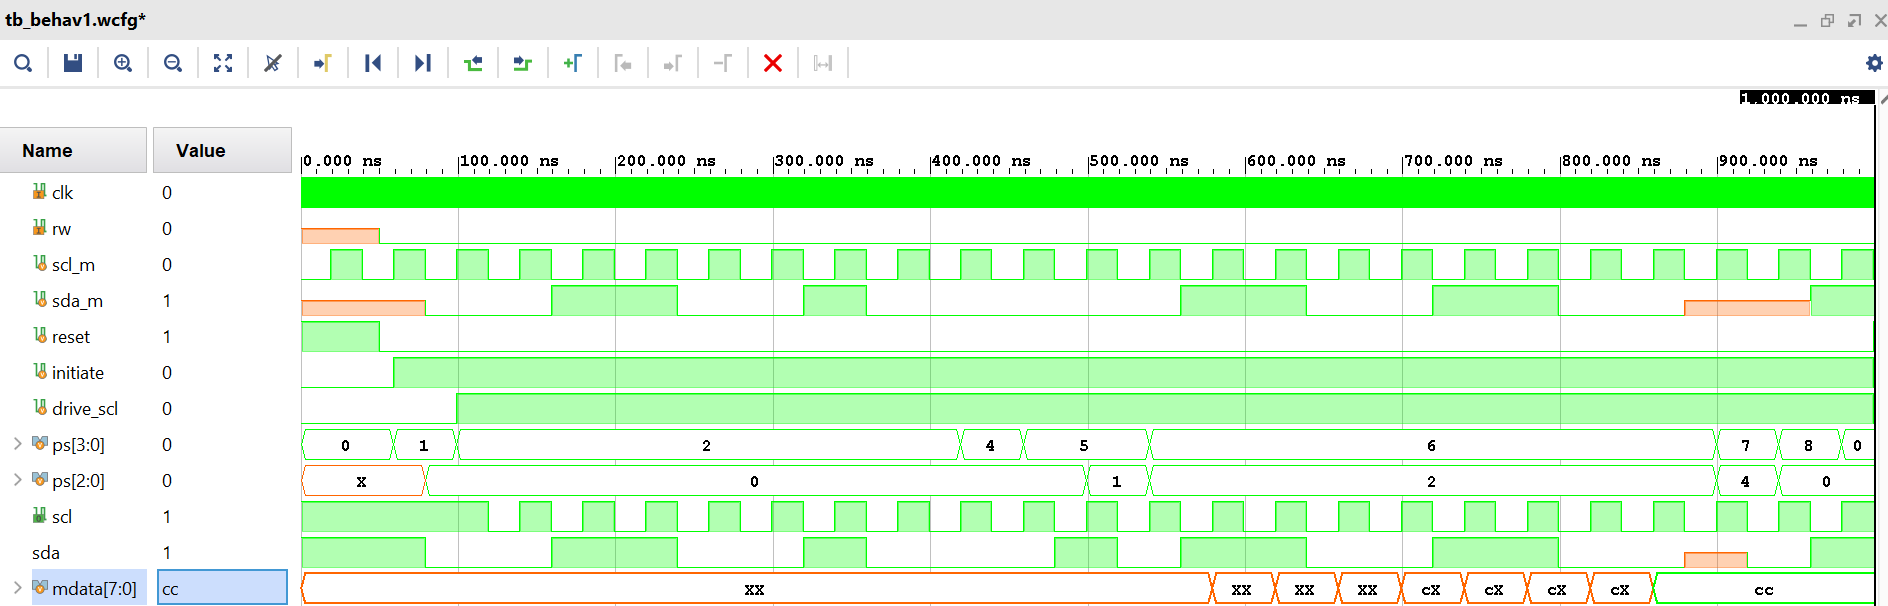 tb_behav1.wcfg*
1,000.000 ns
Name Value
0.000 ns 100.000 ns 200.000 ns 300.000 ns 400.000 ns 500.000 ns 600.000 ns 700.000 ns 800.000 ns 900.000 ns
clk 0
rw 0
scl_m 0
sda_m 1
reset 1
initiate 0
drive_scl 0
ps[3:0] 0 0 1 2 4 5 6 7 8 0
ps[2:0] 0 X 0 1 2 4 0
scl 1
sda 1
mdata[7:0] cc xx xx xx xx cX cX cX cX cc